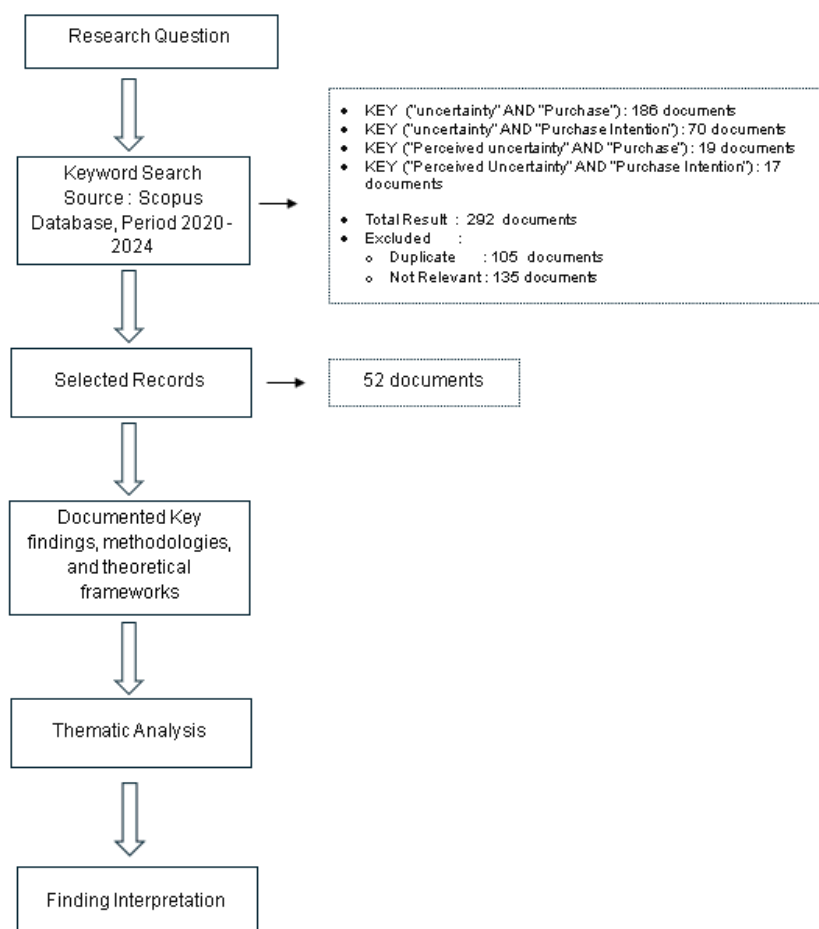 Research Question
Keyword Search
Source : Scopus
Database, Period 2020-
2024
• KEY ("uncertainty" AND "Purchase") : 186 documents
• KEY ("uncertainty" AND "Purchase Intention") : 70 documents
• KEY ("Perceived uncertainty" AND "Purchase") : 19 documents
• KEY ("Perceived Uncertainty" AND "Purchase Intention") : 17
documents
• Total Result : 292 documents
• Excluded :
o Duplicate : 105 documents
o Not Relevant : 135 documents
Selected Records
52 documents
Documented Key
findings, methodologies,
and theoretical
frameworks
Thematic Analysis
Finding Interpretation